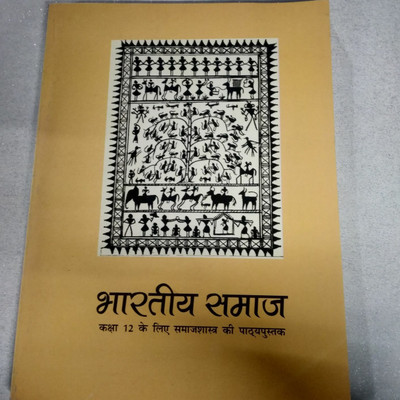 भारतीय समाज
कक्षा 12 के लिए समाजशास्त्र की पाठ्यपुस्तक